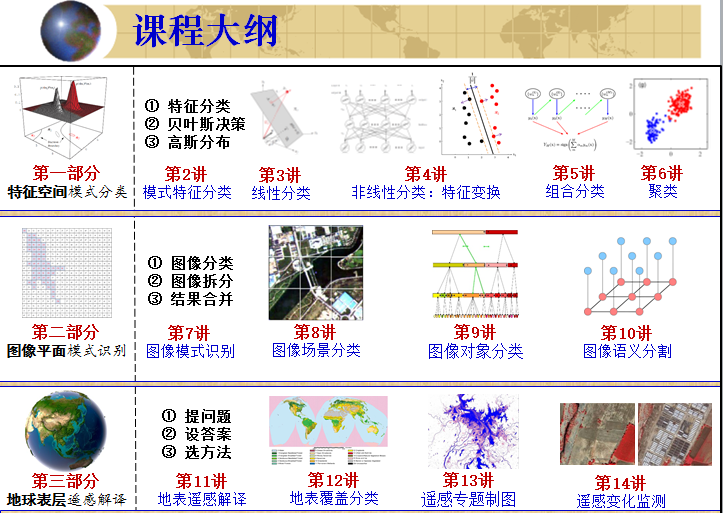 课程大纲
① 特征分类
② 贝叶斯决策
③ 高斯分布
第一部分
特征空间模式分类
第2讲
模式特征分类
第3讲
线性分类
第4讲
非线性分类：特征变换
第5讲
组合分类
第6讲
聚类
① 图像分类
② 图像拆分
③ 结果合并
第二部分
图像平面模式识别
第7讲
图像模式识别
第8讲
图像场景分类
第9讲
图像对象分类
第10讲
图像语义分割
① 提问题
② 设答案
③ 选方法
第三部分
地球表层遥感解译
第11讲
地表遥感解译
第12讲
地表覆盖分类
第13讲
遥感专题制图
第14讲
遥感变化监测